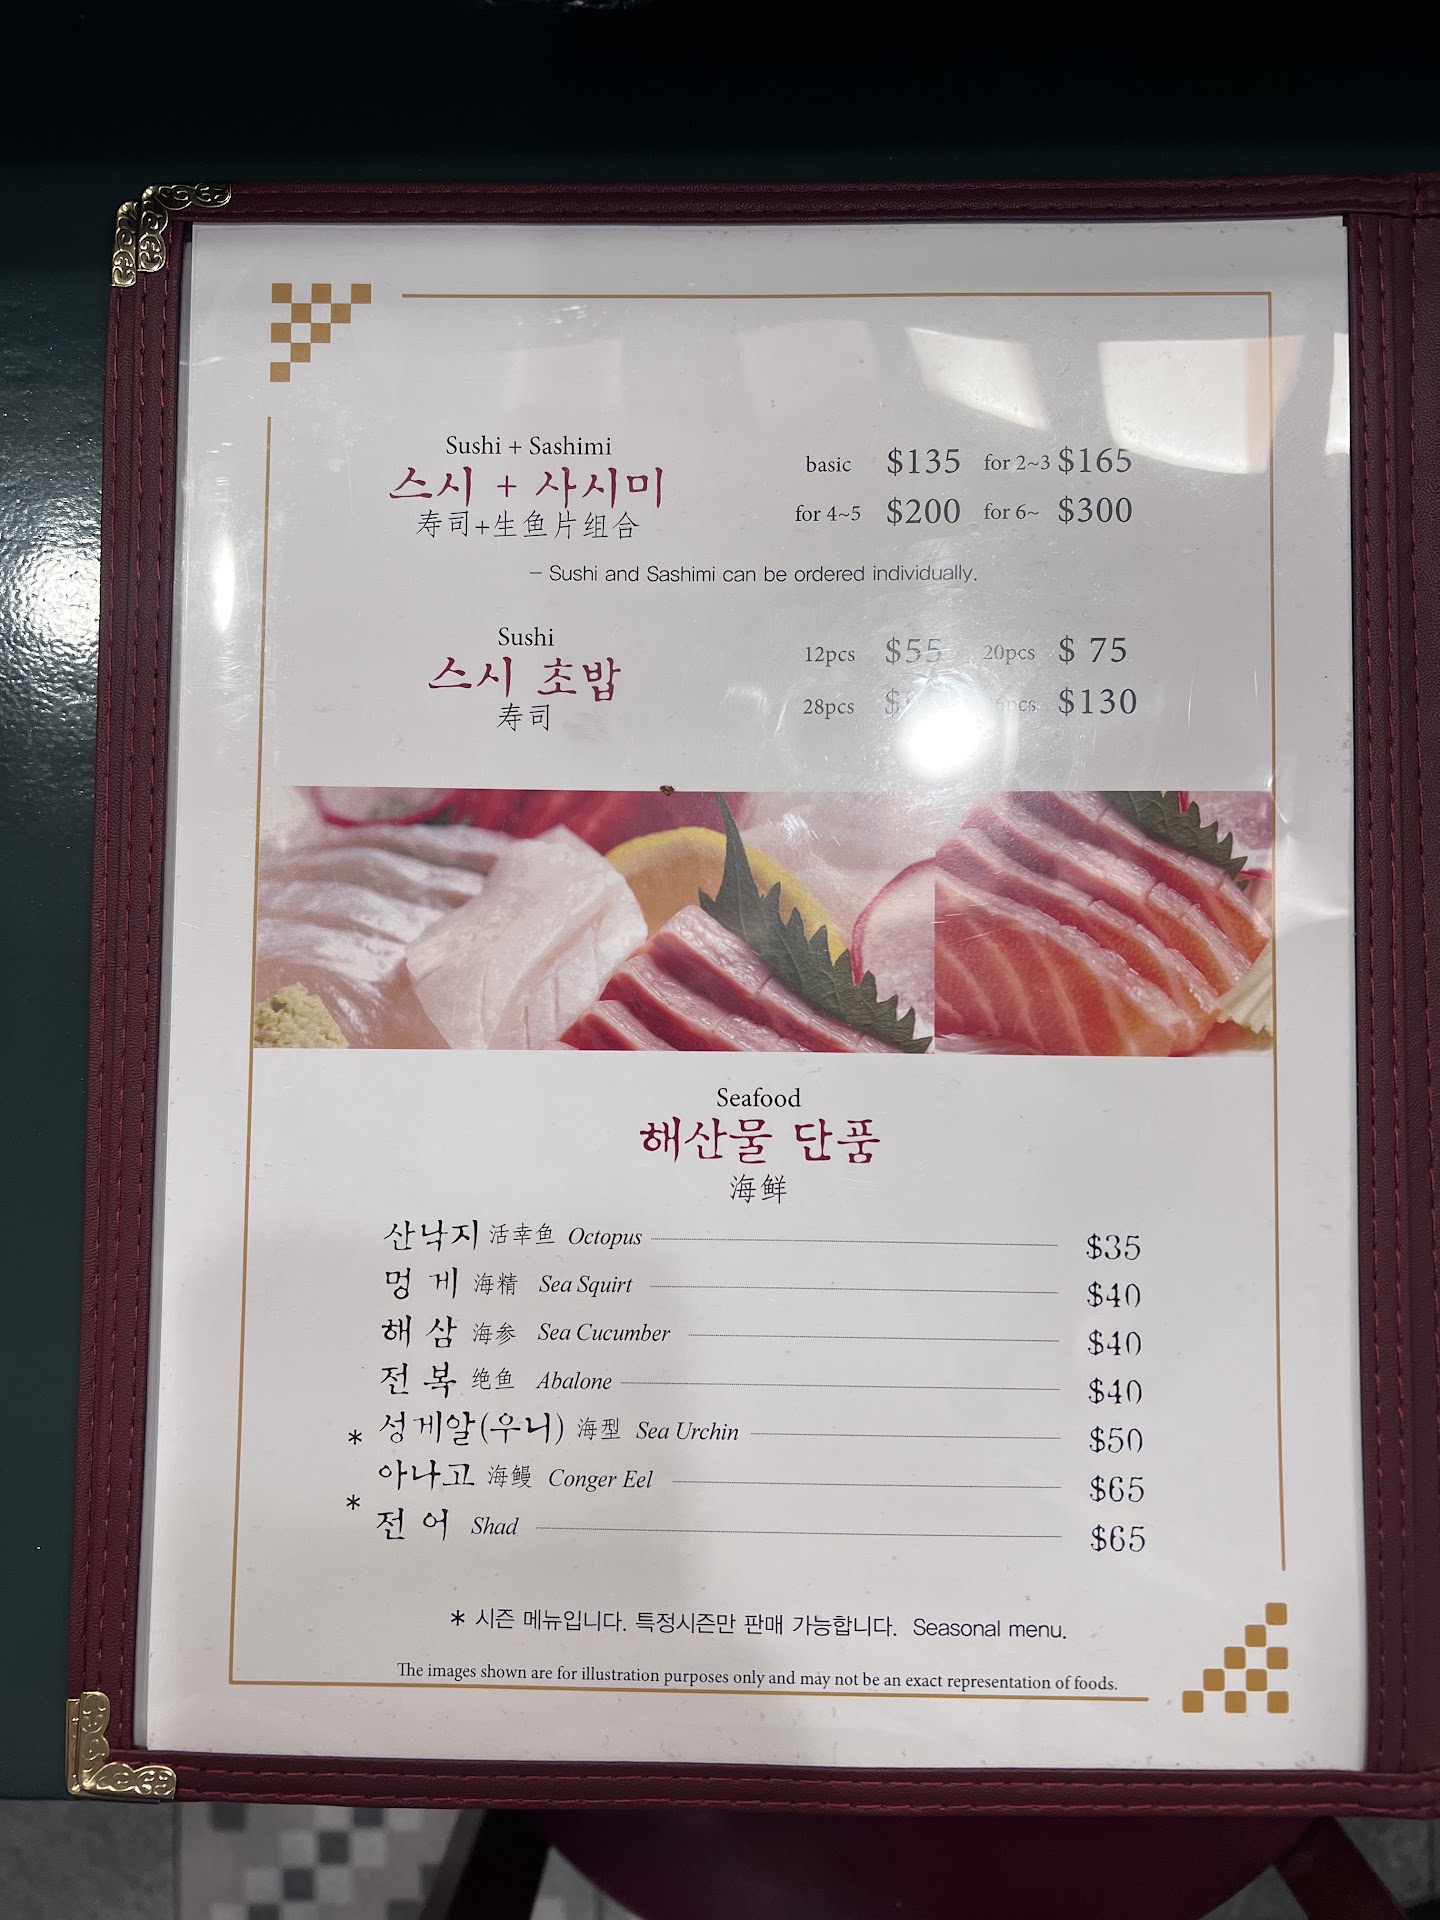 Sushi + Sashimi
스시 + 사시미
寿司+生鱼片组合
basic $135 for 2~3 $165
for 4~5 $200 for 6~ $300
- Sushi and Sashimi can be ordered individually.
Sushi
스시 초밥
寿司
12pcs $55 20pcs $ 75
28pcs $130
Seafood
해산물 단품
海鲜
산낙지 活幸鱼 Octopus $35
멍 게 海精 Sea Squirt $40
해 삼 海参 Sea Cucumber $40
전 복 绝鱼 Abalone $40
* 성게알(우니) 海型 Sea Urchin $50
아나고 海鳗 Conger Eel $65
* 전 어 Shad $65
* 시즌 메뉴입니다. 특정시즌만 판매 가능합니다. Seasonal menu.
The images shown are for illustration purposes only and may not be an exact representation of foods.